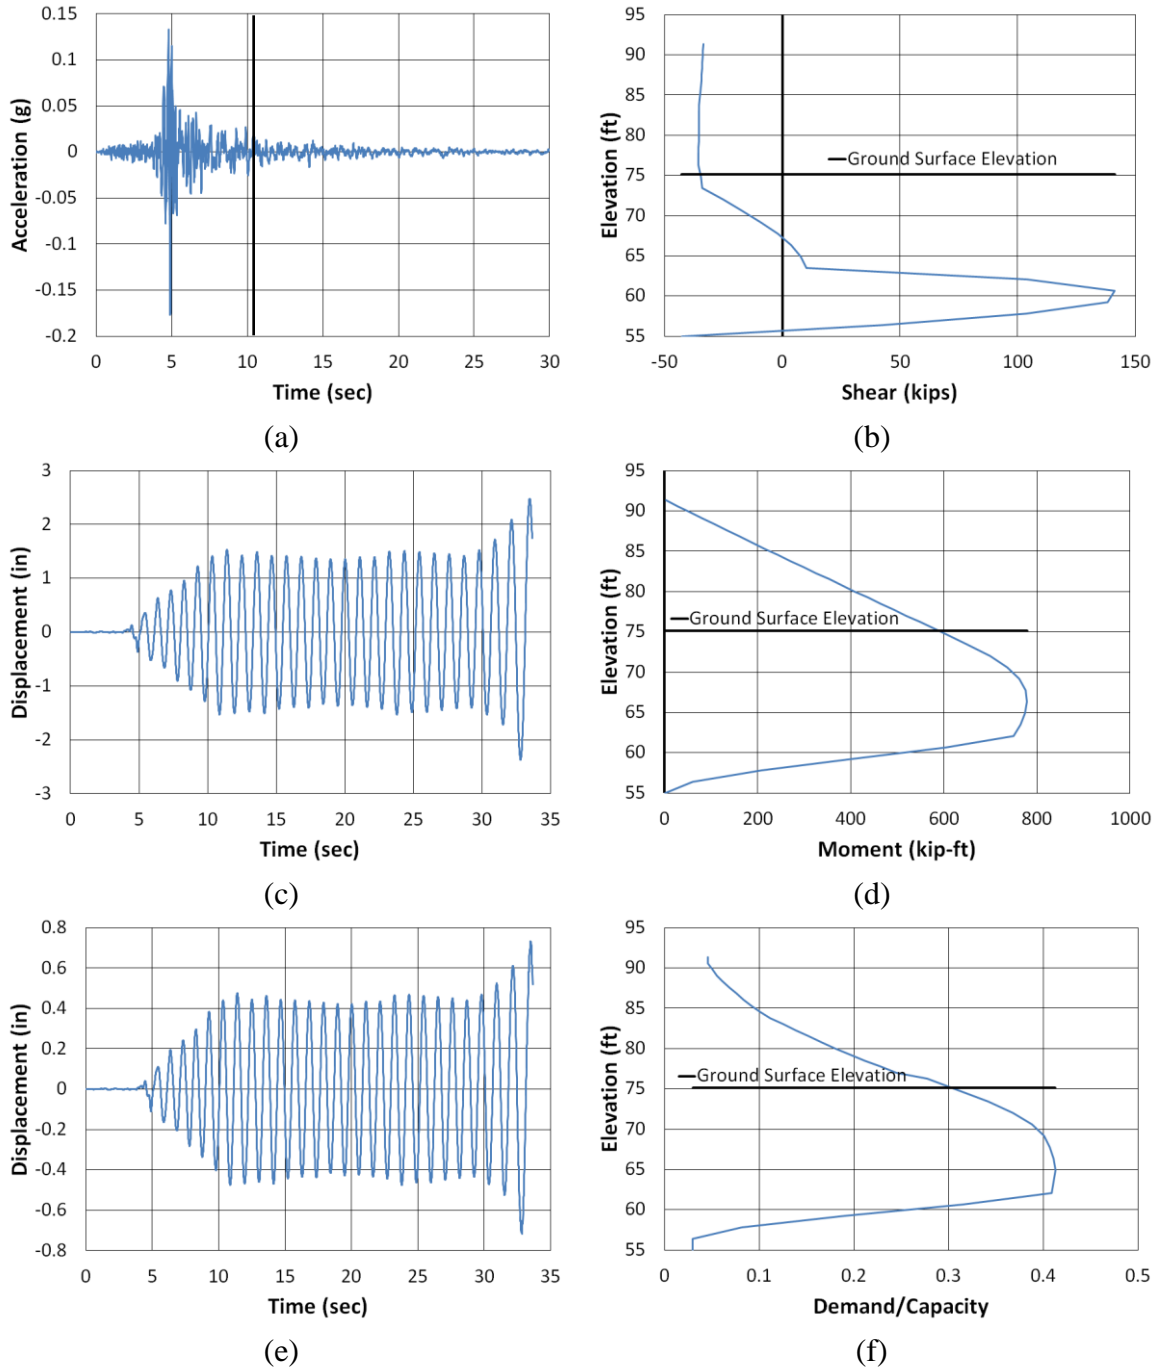 0.15
0.1
0.05
0
-0.05
-0.1
-0.15
-0.2
Acceleration (g)
0 5 10 15 20 25 30
Time (sec)
(a)
95
90
85
80
75
70
65
60
55
Elevation (ft)
Ground Surface Elevation
-50 0 50 100 150
Shear (kips)
(b)
3
2
1
0
-1
-2
-3
Displacement (in)
0 5 10 15 20 25 30 35
Time (sec)
(c)
95
90
85
80
75
70
65
60
55
Elevation (ft)
Ground Surface Elevation
0 200 400 600 800 1000
Moment (kip-ft)
(d)
0.8
0.6
0.4
0.2
0
-0.2
-0.4
-0.6
-0.8
Displacement (in)
0 5 10 15 20 25 30 35
Time (sec)
(e)
95
90
85
80
75
70
65
60
55
Elevation (ft)
Ground Surface Elevation
0 0.1 0.2 0.3 0.4 0.5
Demand/Capacity
(f)